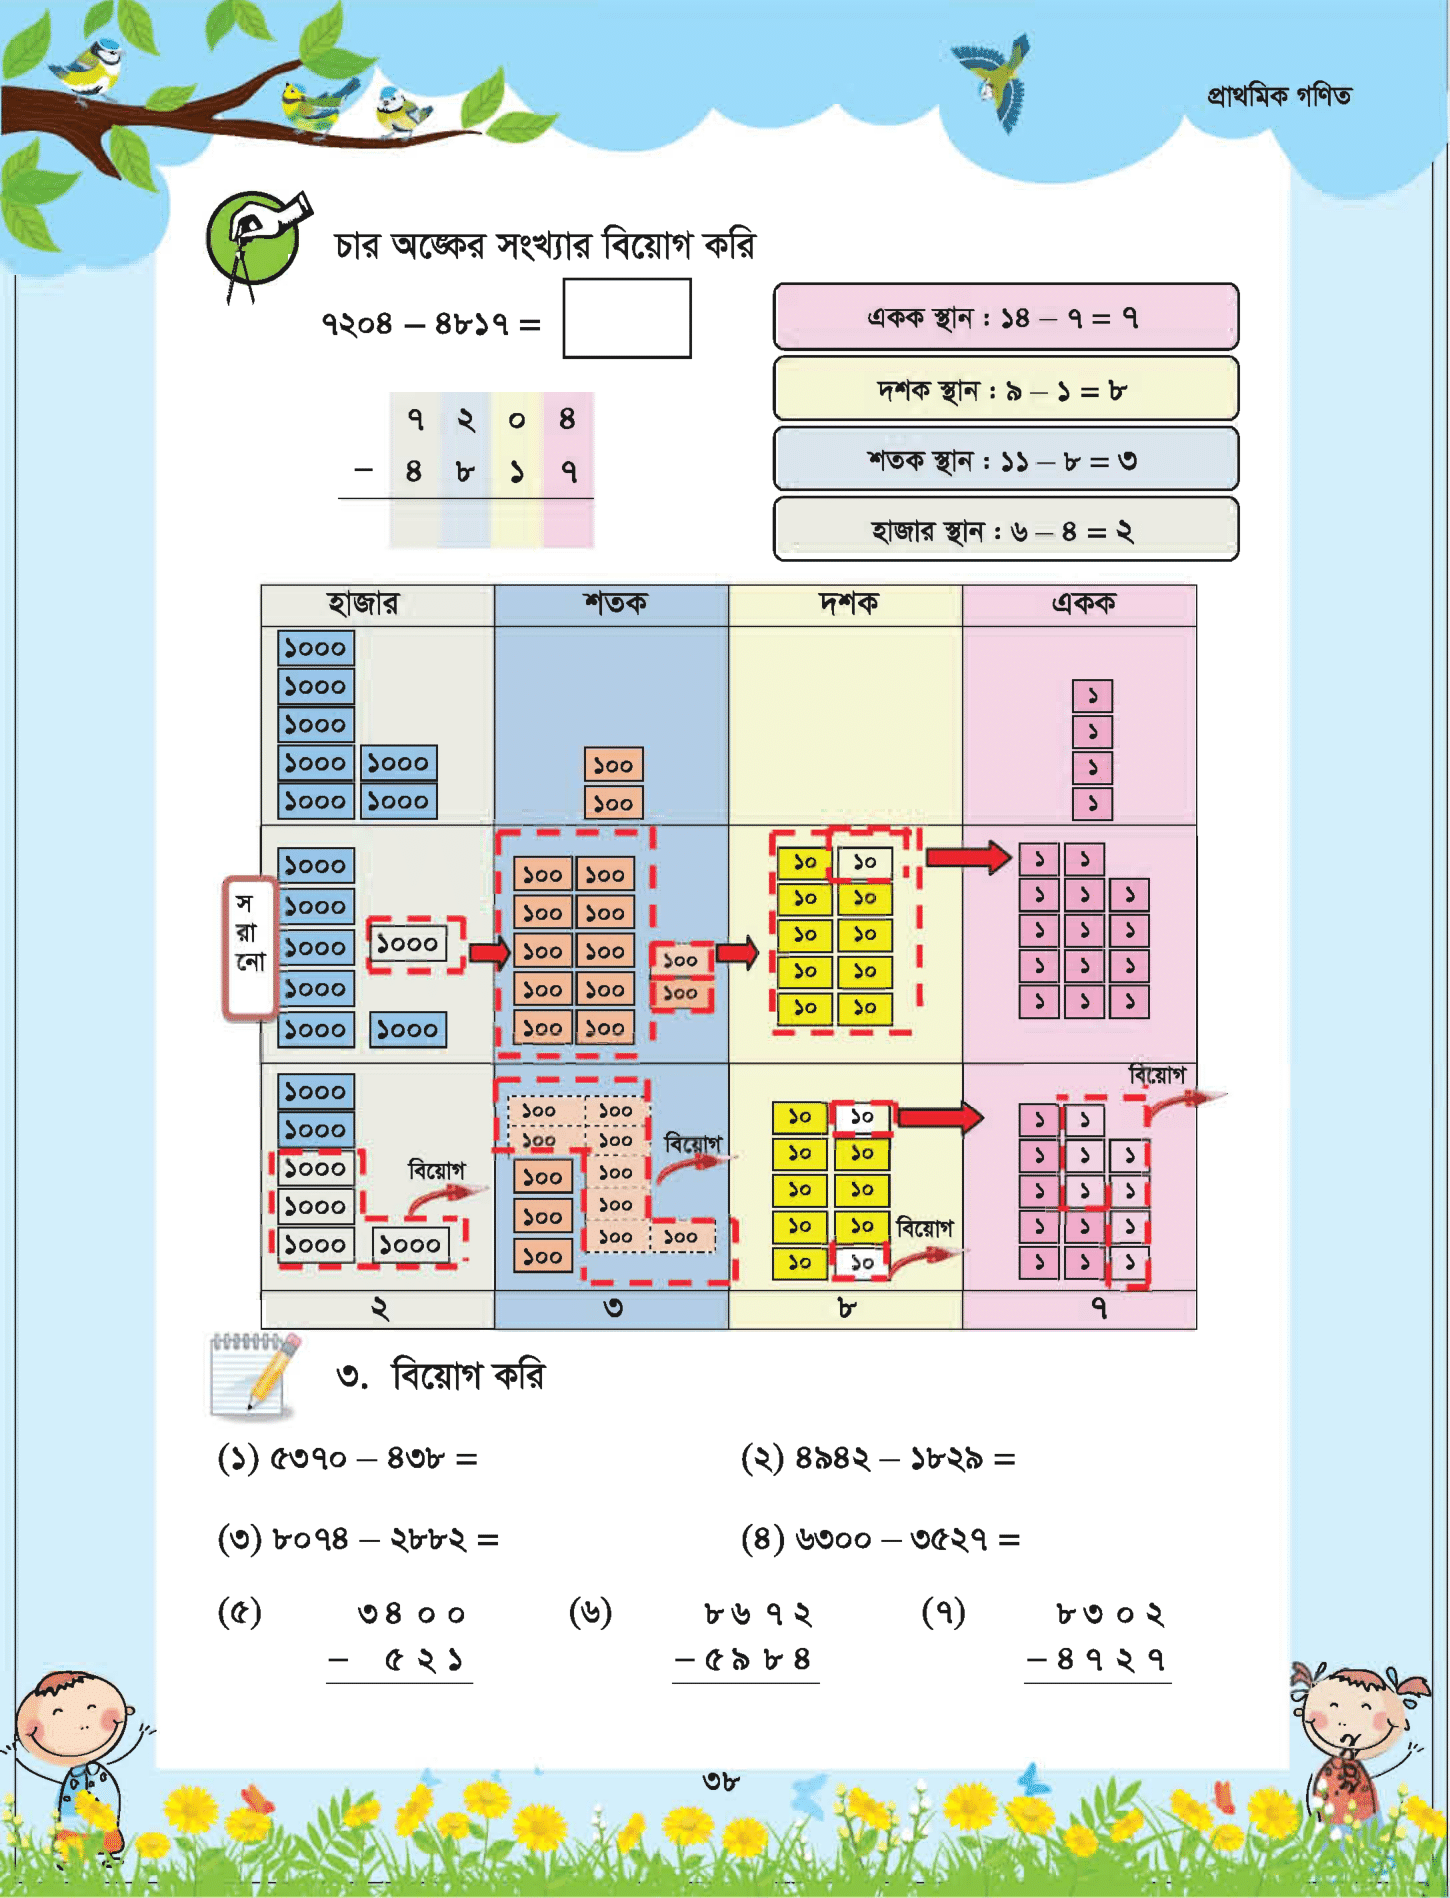 প্রাথমিক গণিত
চার অঙ্কের সংখ্যার বিয়োগ করি
৭২০৪ – ৪৮১৭ =
একক স্থান : ১৪ – ৭ = ৭
দশক স্থান : ৯ – ১ = ৮
শতক স্থান : ১১ – ৮ = ৩
হাজার স্থান : ৬ – ৪ = ২
৭ ২ ০ ৪
– ৪ ৮ ১ ৭
হাজার শতক দশক একক
১০০০
১০০০ ১
১০০০ ১
১০০০ ১০০০ ১০০ ১
১০০০ ১০০০ ১০০ ১
সরানো
১০০০ ১০০ ১০০ ১০ ১০ ১ ১
১০০০ ১০০ ১০০ ১০ ১০ ১ ১ ১
১০০০ ১০০০ ১০০ ১০০ ১০০ ১০ ১০ ১ ১ ১
১০০০ ১০০ ১০০ ১০০ ১০ ১০ ১ ১ ১
১০০০ ১০০০ ১০০ ১০০ ১০ ১০ ১ ১ ১
বিয়োগ
১০০০ ১০০ ১০০ ১০ ১০ ১ ১
১০০০ ১০০ ১০০ বিয়োগ ১০ ১০ ১ ১ ১
১০০০ বিয়োগ ১০০ ১০০ ১০ ১০ ১ ১ ১
১০০০ ১০০ ১০০ ১০ ১০ বিয়োগ ১ ১ ১
১০০০ ১০০০ ১০০ ১০০ ১০০ ১০ ১০ ১ ১ ১
২ ৩ ৮ ৭
৩. বিয়োগ করি
(১) ৫৩৭০ – ৪৩৮ =
(২) ৪৯৪২ – ১৮২৯ =
(৩) ৮০৭৪ – ২৮৮২ =
(৪) ৬৩০০ – ৩৫২৭ =
(৫) ৩৪০০ (৬) ৮৬৭২ (৭) ৮৩০২
– ৫২১ – ৫৯৮৪ – ৪৭২৭
৩৮